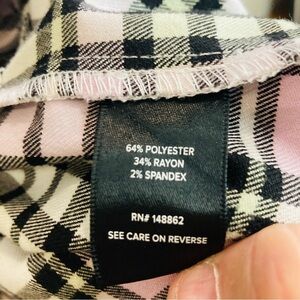 64% POLYESTER
34% RAYON
2% SPANDEX
RN# 148862
SEE CARE ON REVERSE